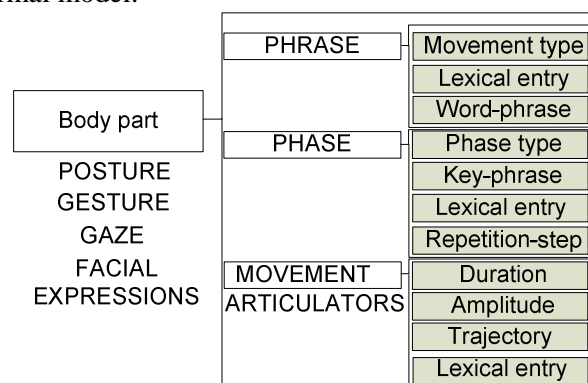 rmal model.
PHRASE
Movement type
Lexical entry
Word-phrase
Body part
POSTURE
GESTURE
GAZE
FACIAL
EXPRESSIONS
PHASE
Phase type
Key-phrase
Lexical entry
Repetition-step
MOVEMENT
ARTICULATORS
Duration
Amplitude
Trajectory
Lexical entry